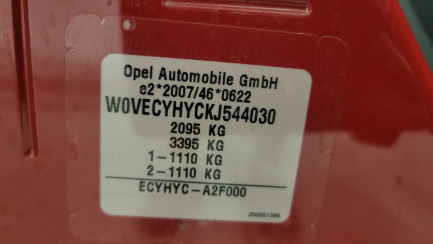 Opel Automobile GmbH
e2*2007/46*0622
W0VECYHYCKJ544030
2095 KG
3395 KG
1-1110 KG
2-1110 KG
ECYHYC-A2F000